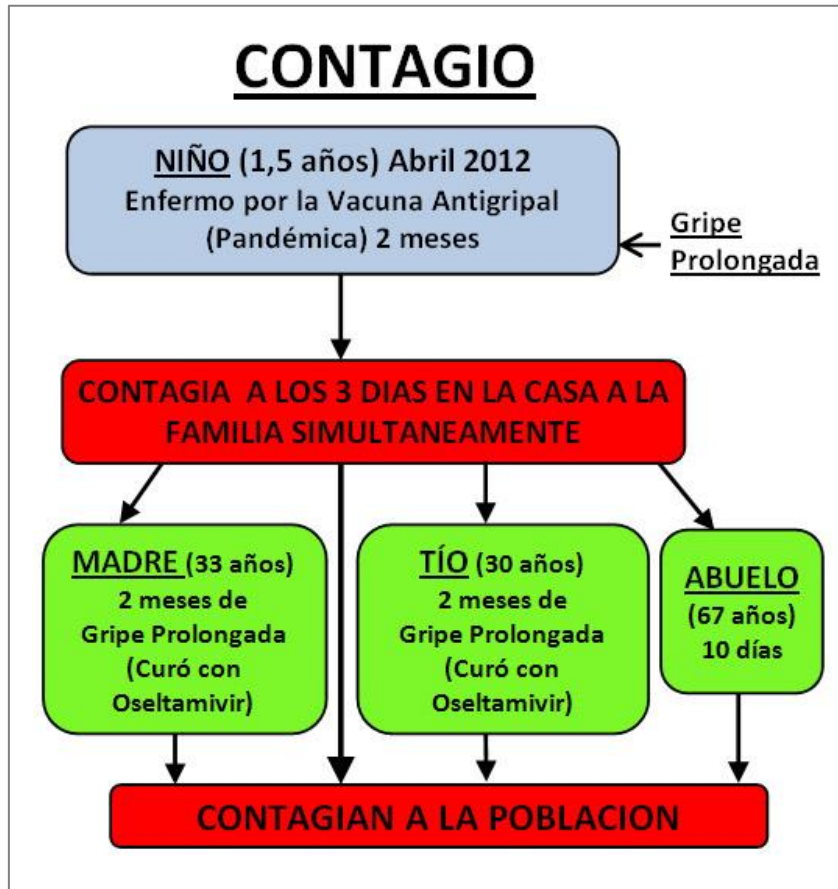 CONTAGIO
NIÑO (1,5 años) Abril 2012
Enfermo por la Vacuna Antigripal
(Pandémica) 2 meses
Gripe
Prolongada
CONTAGIA A LOS 3 DIAS EN LA CASA A LA
FAMILIA SIMULTANEAMENTE
MADRE (33 años)
2 meses de
Gripe Prolongada
(Curó con
Oseltamivir)
TÍO (30 años)
2 meses de
Gripe Prolongada
(Curó con
Oseltamivir)
ABUELO
(67 años)
10 días
CONTAGIAN A LA POBLACION